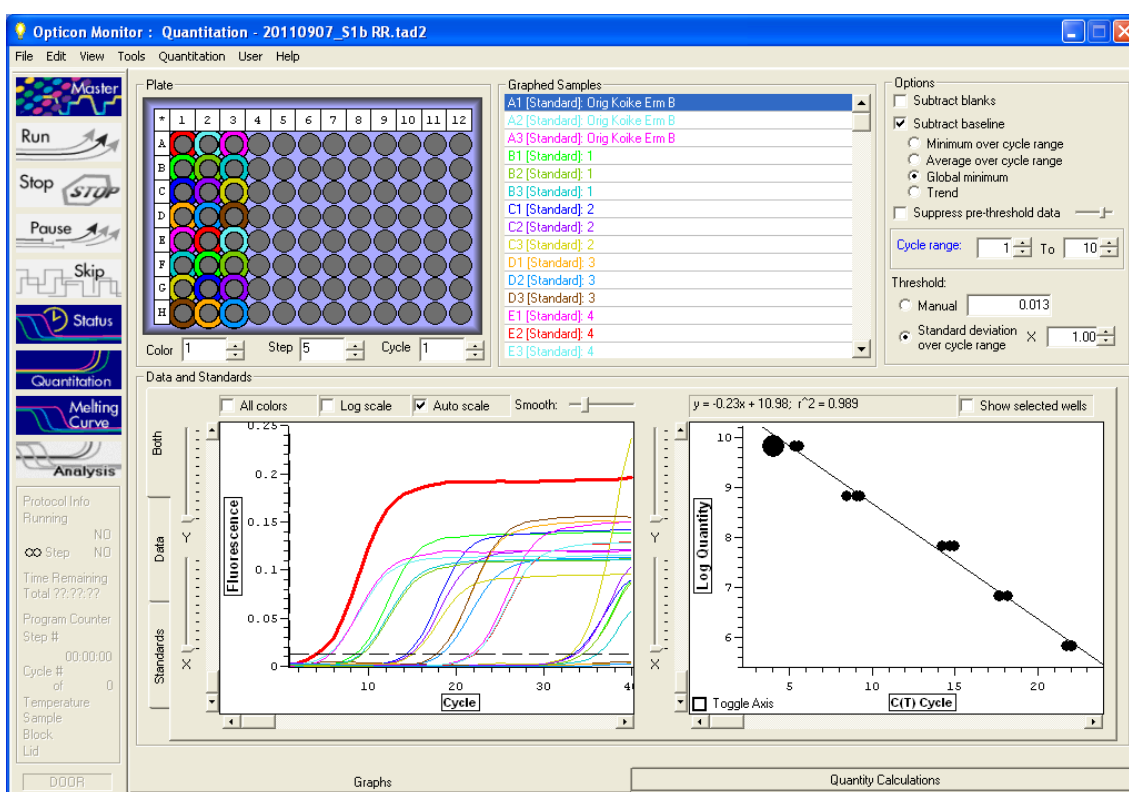 Opticon Monitor : Quantitation - 20110907_S1b RR.tad2
File Edit View Tools Quantitation User Help
Master
Run
Stop STOP
Pause
Skip
Status
Quantitation
Melting Curve
Analysis
Protocol Info
Running
NO
Step NO
Time Remaining
Total ??:??:??
Program Counter
Step #
00:00:00
Cycle #
of 0
Temperature
Sample
Block
Lid
DOOR
Plate
* 1 2 3 4 5 6 7 8 9 10 11 12
A
B
C
D
E
F
G
H
Color 1 Step 5 Cycle 1
Graphed Samples
A1 [Standard]: Orig Koike Erm B
A2 [Standard]: Orig Koike Erm B
A3 [Standard]: Orig Koike Erm B
B1 [Standard]: 1
B2 [Standard]: 1
B3 [Standard]: 1
C1 [Standard]: 2
C2 [Standard]: 2
C3 [Standard]: 2
D1 [Standard]: 3
D2 [Standard]: 3
D3 [Standard]: 3
E1 [Standard]: 4
E2 [Standard]: 4
E3 [Standard]: 4
Options
Subtract blanks
Subtract baseline
Minimum over cycle range
Average over cycle range
Global minimum
Trend
Suppress pre-threshold data
Cycle range: 1 To 10
Threshold:
Manual 0.013
Standard deviation over cycle range X 1.00
Data and Standards
Both
Data
Standards
All colors Log scale Auto scale Smooth:
0.25
0.2
0.15
0.1
0.05
0
Fluorescence
10 20 30 4
Cycle
Y
X
y = -0.23x + 10.98; r^2 = 0.989 Show selected wells
10
9
8
7
6
Log Quantity
5 10 15 20
Toggle Axis C(T) Cycle
Y
X
Graphs Quantity Calculations